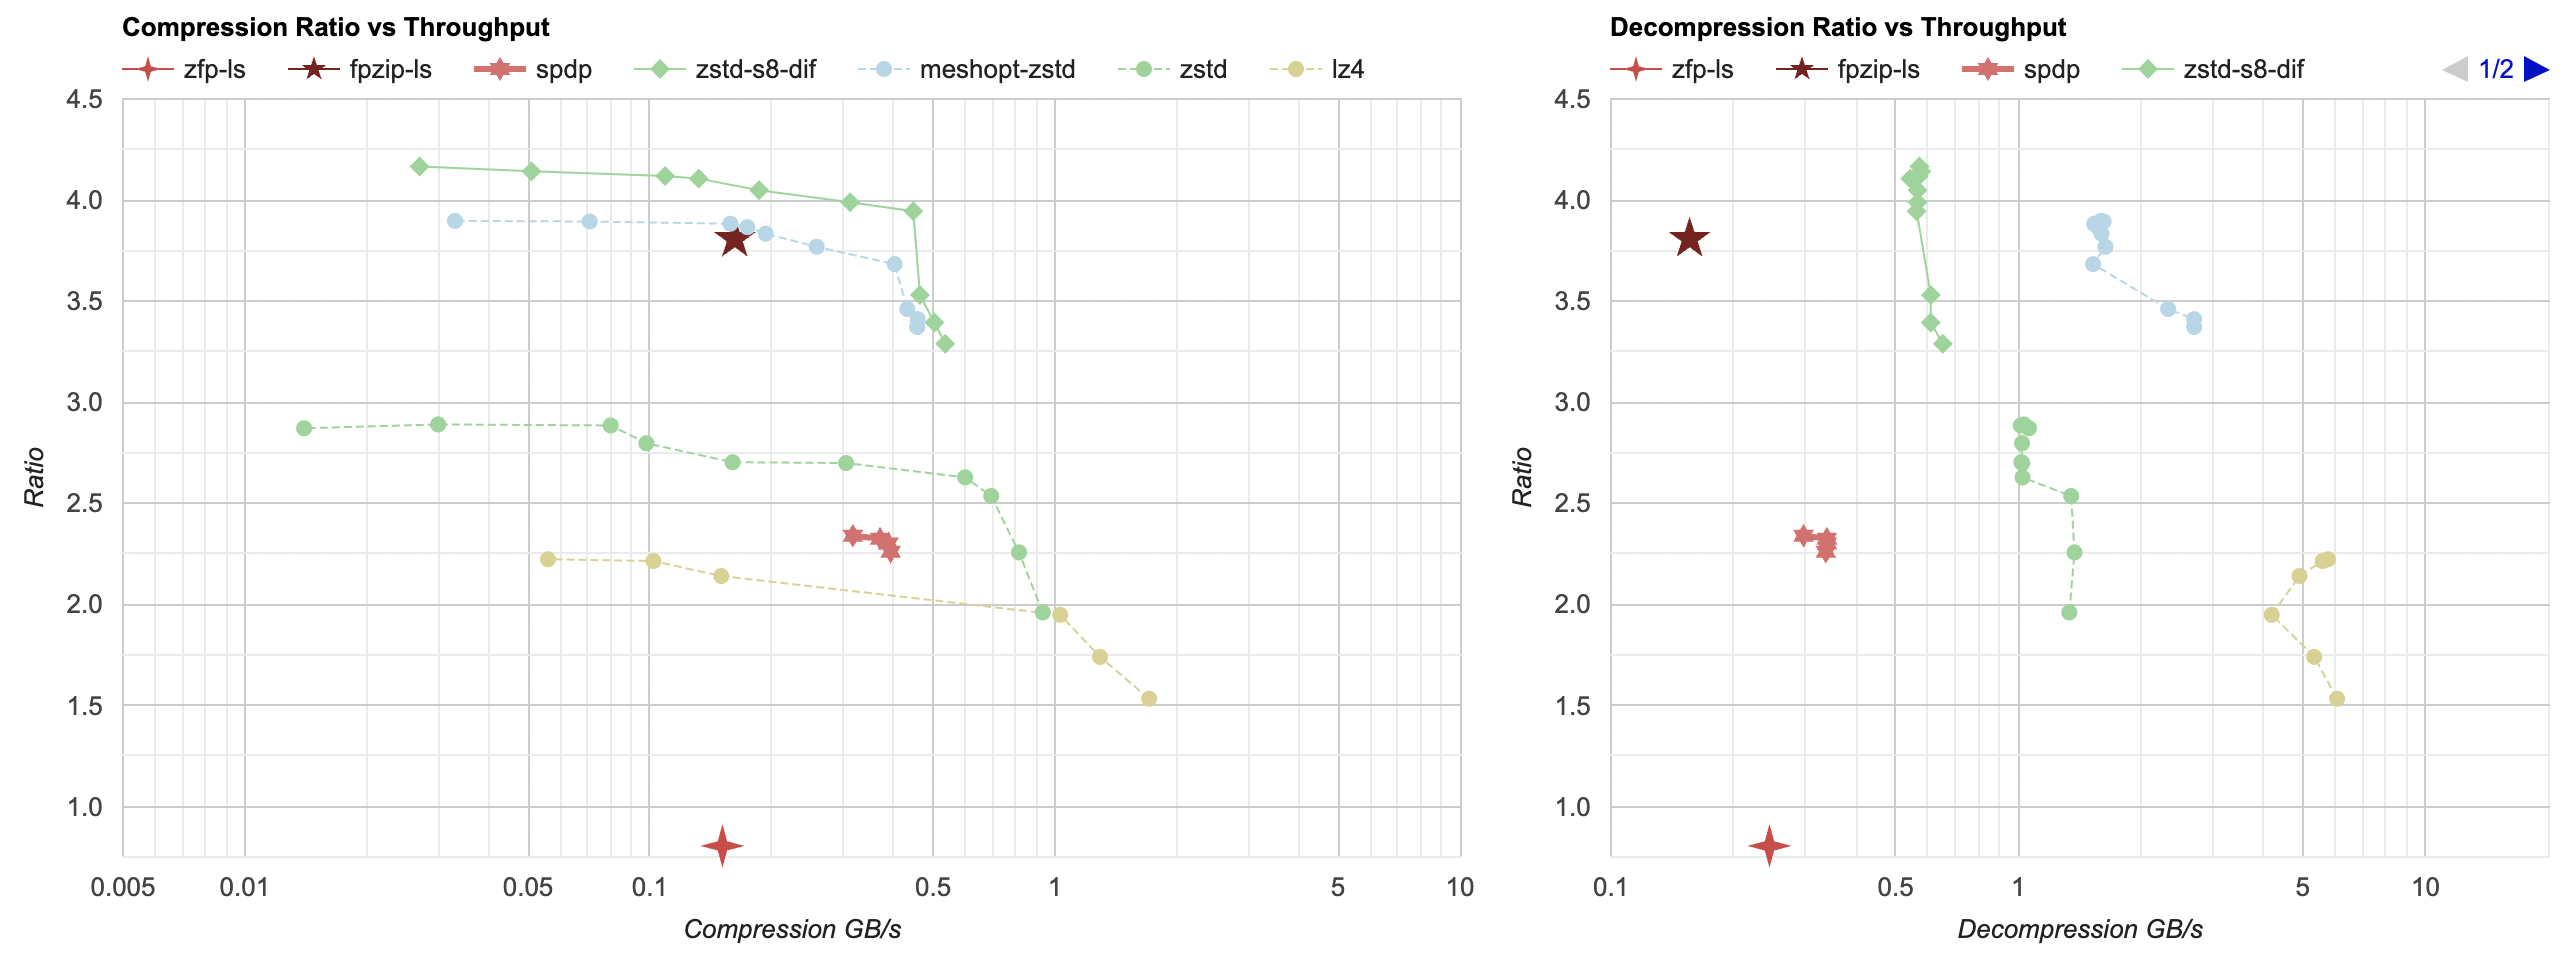 Compression Ratio vs Throughput
zfp-ls fpzip-ls spdp zstd-s8-dif meshopt-zstd zstd lz4
4.5
4.0
3.5
3.0
2.5
2.0
1.5
1.0
Ratio
0.005 0.01 0.05 0.1 0.5 1 5 10
Compression GB/s
Decompression Ratio vs Throughput
zfp-ls fpzip-ls spdp zstd-s8-dif 1/2
4.5
4.0
3.5
3.0
2.5
2.0
1.5
1.0
Ratio
0.1 0.5 1 5 10
Decompression GB/s